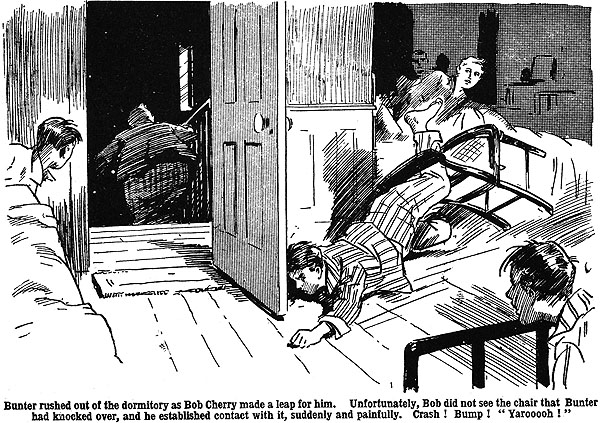 Bunter rushed out of the dormitory as Bob Cherry made a leap for him. Unfortunately, Bob did not see the chair that Bunter
had knocked over, and he established contact with it, suddenly and painfully. Crash ! Bump ! " Yarooooh ! "